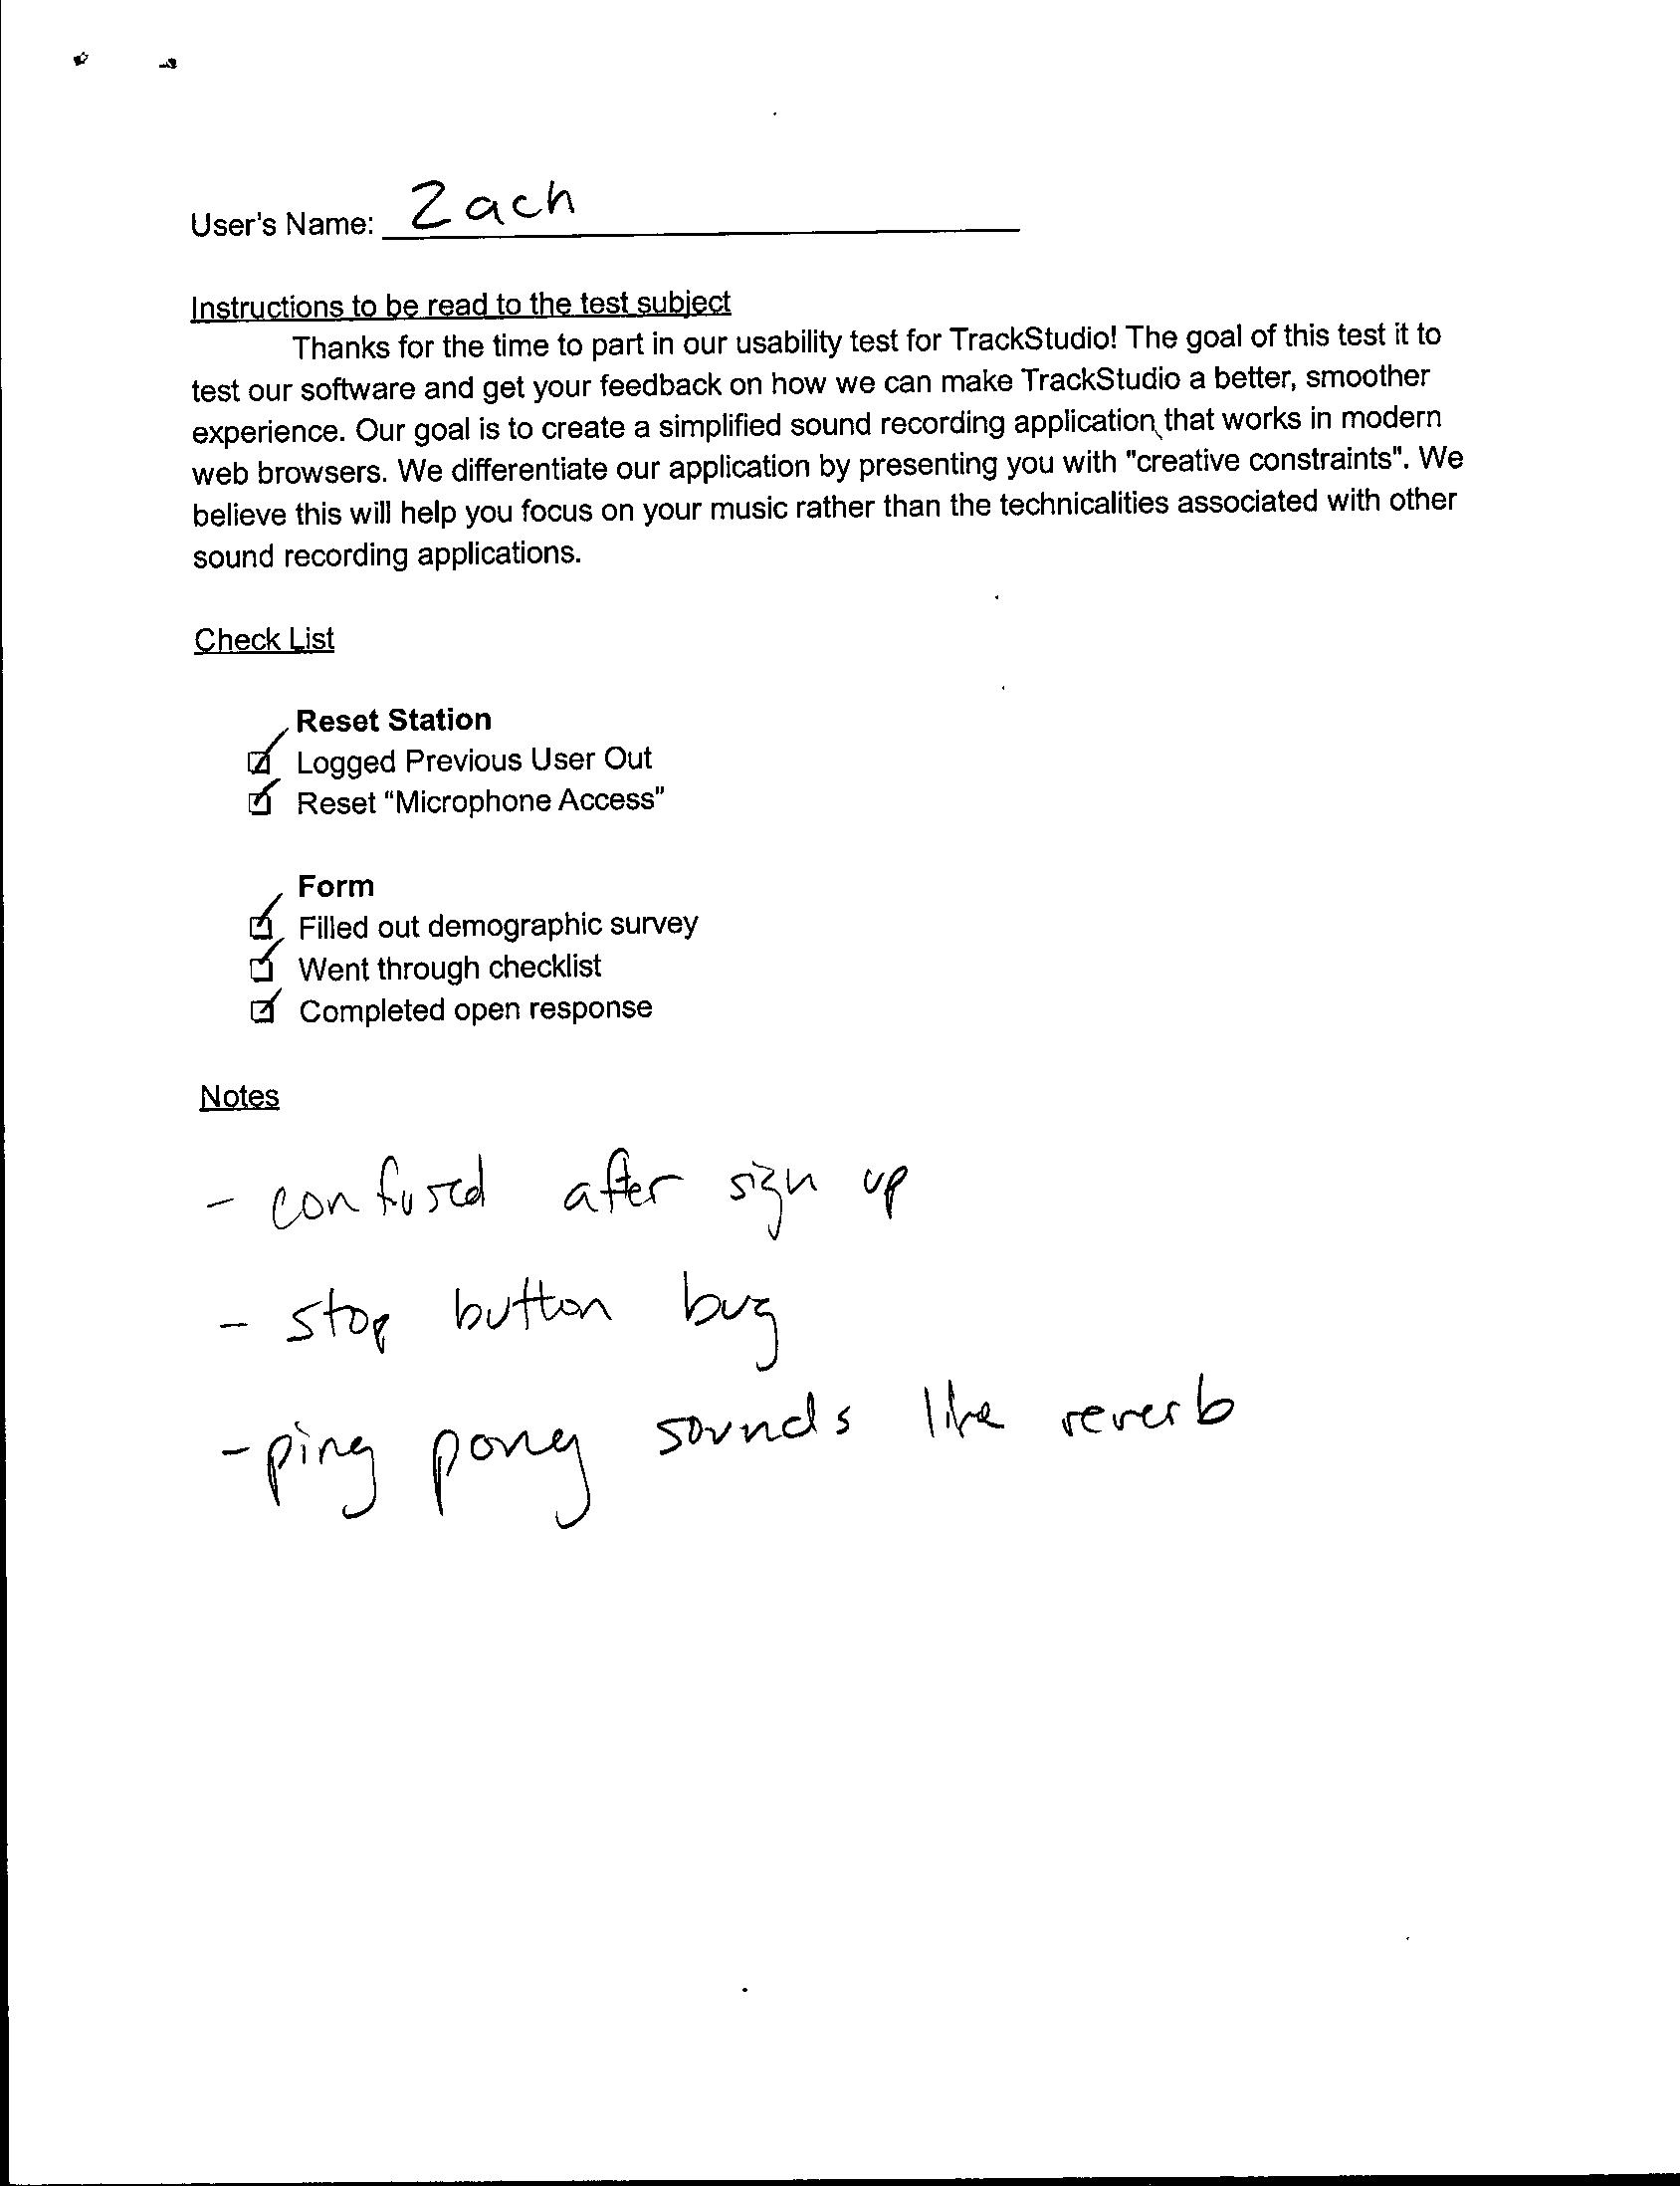 User's Name: Zach
Instructions to be read to the test subject
Thanks for the time to part in our usability test for TrackStudio! The goal of this test it to
test our software and get your feedback on how we can make TrackStudio a better, smoother
experience. Our goal is to create a simplified sound recording application that works in modern
web browsers. We differentiate our application by presenting you with "creative constraints". We
believe this will help you focus on your music rather than the technicalities associated with other
sound recording applications.
Check List
Reset Station
Logged Previous User Out
Reset “Microphone Access”
Form
Filled out demographic survey
Went through checklist
Completed open response
Notes
- confused after sign up
- stop button bug
- ping pong sounds like reverb